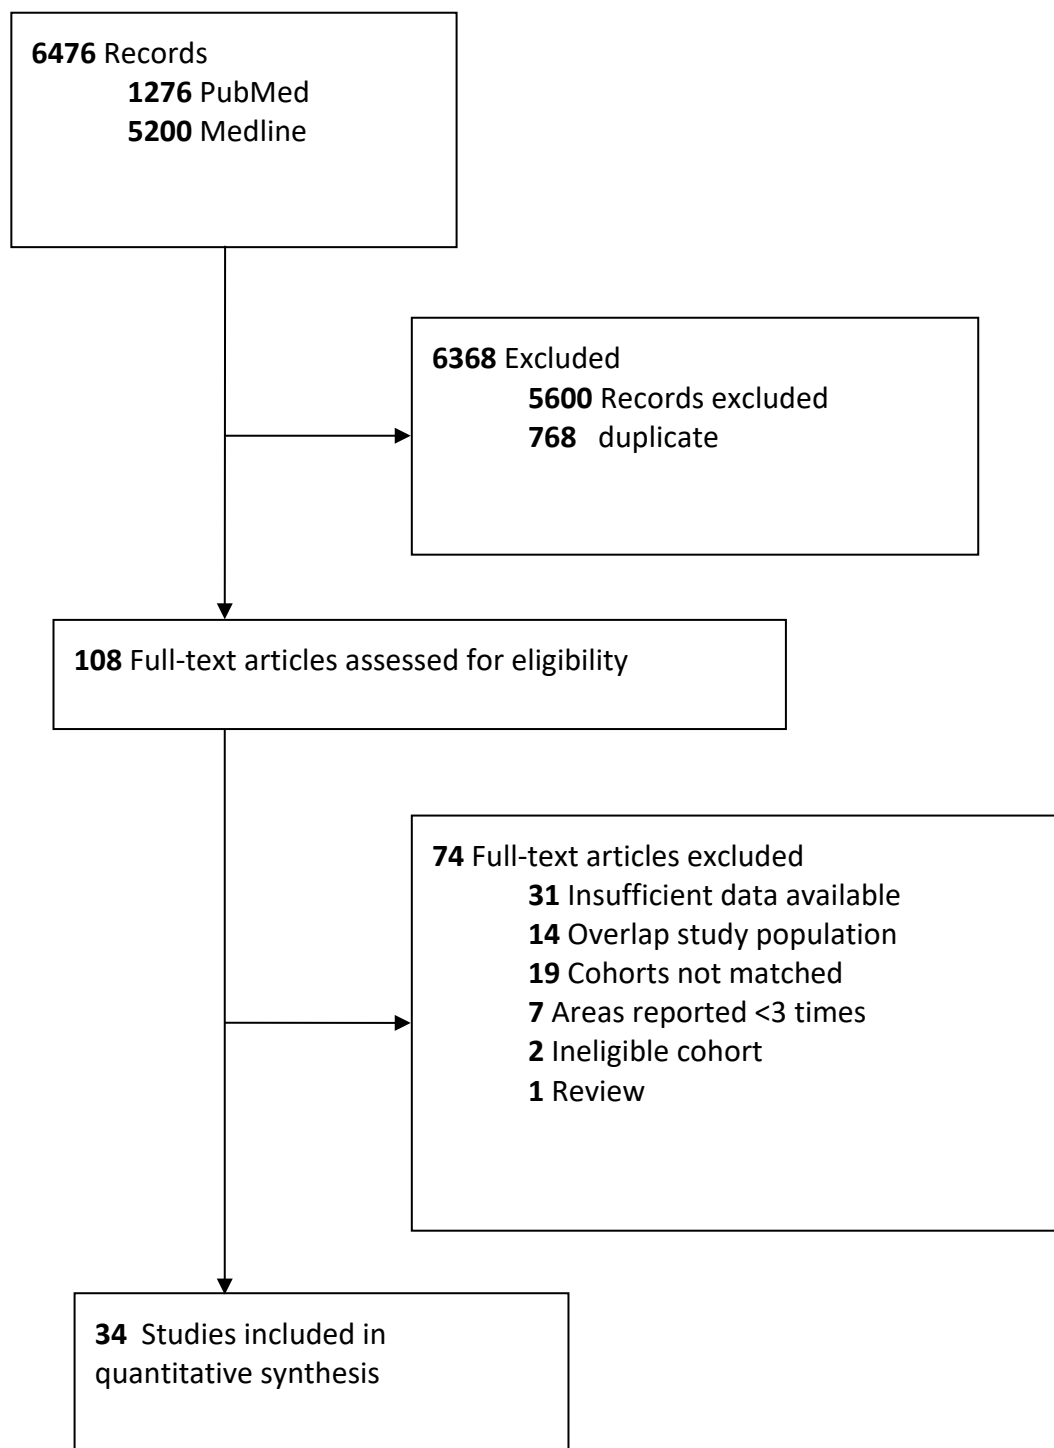 6476 Records
1276 PubMed
5200 Medline
6368 Excluded
5600 Records excluded
768 duplicate
108 Full-text articles assessed for eligibility
74 Full-text articles excluded
31 Insufficient data available
14 Overlap study population
19 Cohorts not matched
7 Areas reported <3 times
2 Ineligible cohort
1 Review
34 Studies included in
quantitative synthesis